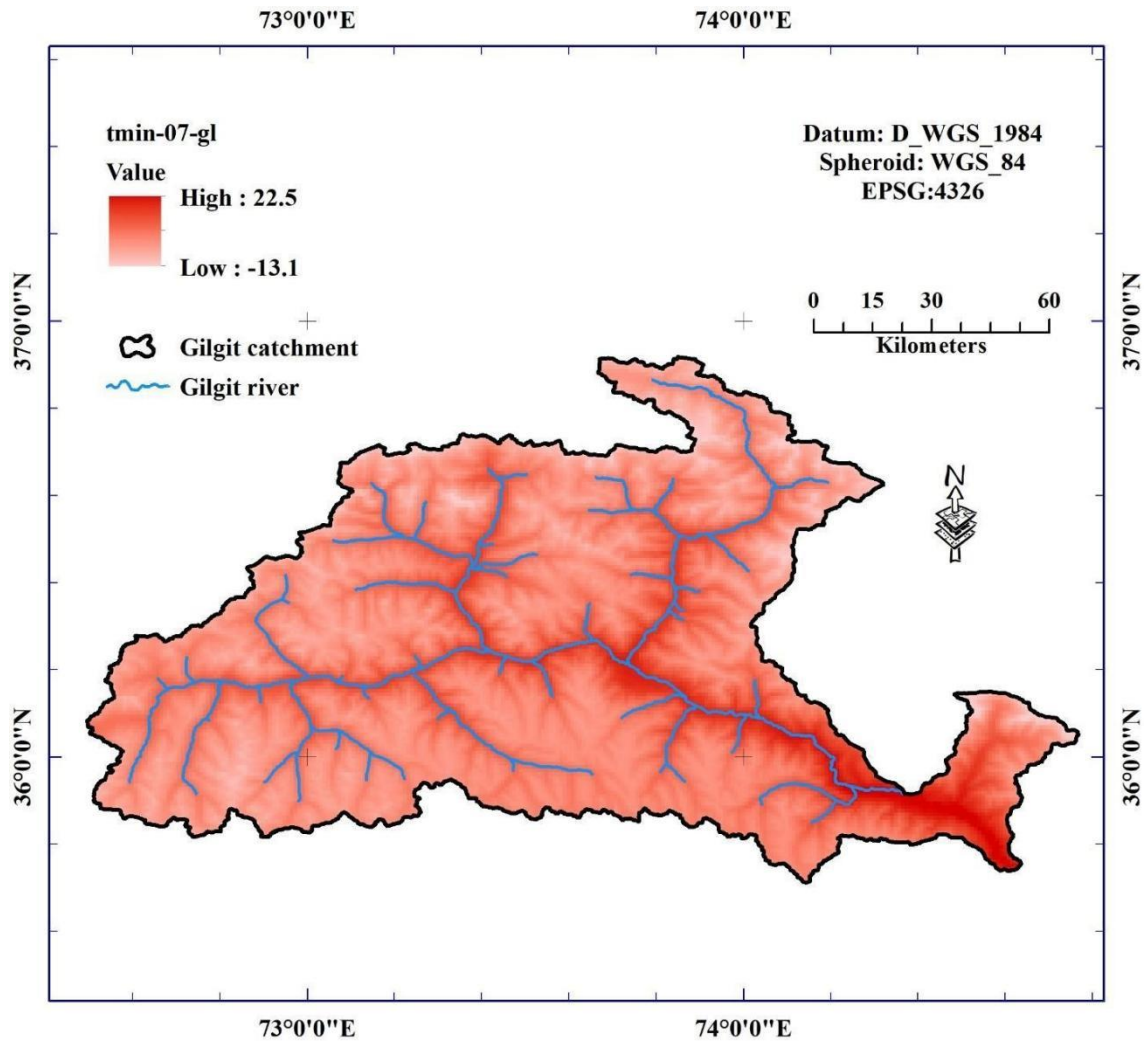 73°0'0"E 74°0'0"E
tmin-07-gl
Value
High : 22.5
Low : -13.1
Datum: D_WGS_1984
Spheroid: WGS_84
EPSG:4326
0 15 30 60
Kilometers
37°0'0"N 37°0'0"N
Gilgit catchment
Gilgit river
N
36°0'0"N 36°0'0"N
73°0'0"E 74°0'0"E